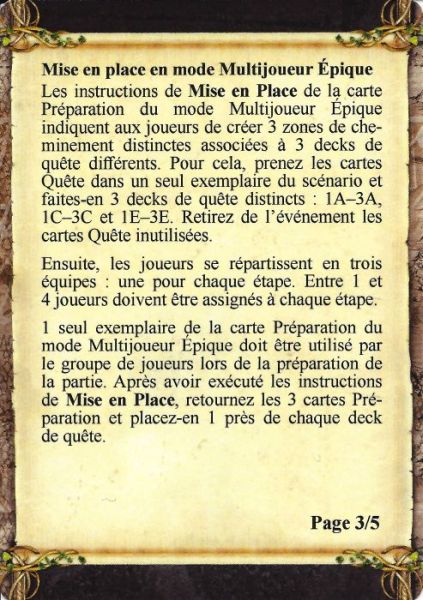 Mise en place en mode Multijoueur Épique
Les instructions de Mise en Place de la carte
Préparation du mode Multijoueur Épique
indiquent aux joueurs de créer 3 zones de che-
minement distinctes associées à 3 decks de
quête différents. Pour cela, prenez les cartes
Quête dans un seul exemplaire du scénario et
faites-en 3 decks de quête distincts : 1A–3A,
1C–3C et 1E–3E. Retirez de l'événement les
cartes Quête inutilisées.
Ensuite, les joueurs se répartissent en trois
équipes : une pour chaque étape. Entre 1 et
4 joueurs doivent être assignés à chaque étape.
1 seul exemplaire de la carte Préparation du
mode Multijoueur Épique doit être utilisé par
le groupe de joueurs lors de la préparation de
la partie. Après avoir exécuté les instructions
de Mise en Place, retournez les 3 cartes Pré-
paration et placez-en 1 près de chaque deck
de quête.
Page 3/5